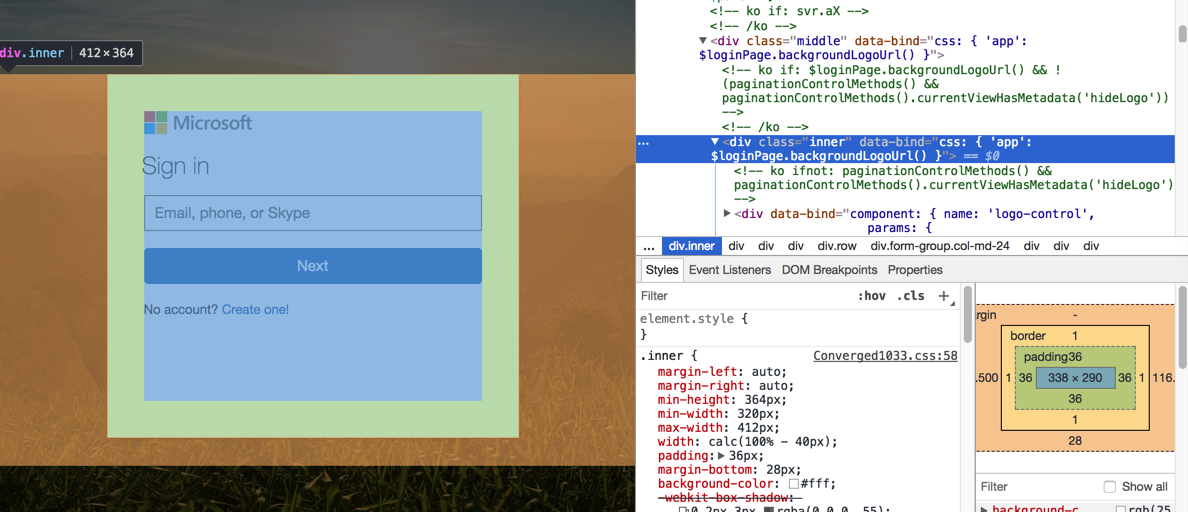 div.inner | 412×364
Microsoft
Sign in
Email, phone, or Skype
Next
No account? Create one!
<!-- ko if: svr.aX -->
<!-- /ko -->
▼<div class="middle" data-bind="css: { 'app':
$loginPage.backgroundLogoUrl() }">
<!-- ko if: $loginPage.backgroundLogoUrl() && !
(paginationControlMethods() &&
paginationControlMethods().currentViewHasMetadata('hideLogo'))
-->
<!-- /ko -->
… ▼<div class="inner" data-bind="css: { 'app':
$loginPage.backgroundLogoUrl() }"> == $0
<!-- ko ifnot: paginationControlMethods() &&
paginationControlMethods().currentViewHasMetadata('hideLogo')
-->
▶<div data-bind="component: { name: 'logo-control',
params: {
... div.inner div div div div.row div.form-group.col-md-24 div div div
Styles Event Listeners DOM Breakpoints Properties
Filter :hov .cls +
element.style {
}
.inner { Converged1033.css:58
margin-left: auto;
margin-right: auto;
min-height: 364px;
min-width: 320px;
max-width: 412px;
width: calc(100% - 40px);
padding:▶36px;
margin-bottom: 28px;
background-color: #fff;
-webkit-box-shadow:
0 2px 3px rgba(0,0,0,.55);
rgin -
border 1
padding36
.500 1 36 338 × 290 36 1 116.
36
1
28
Filter Show all
▶background-c… rgb(25